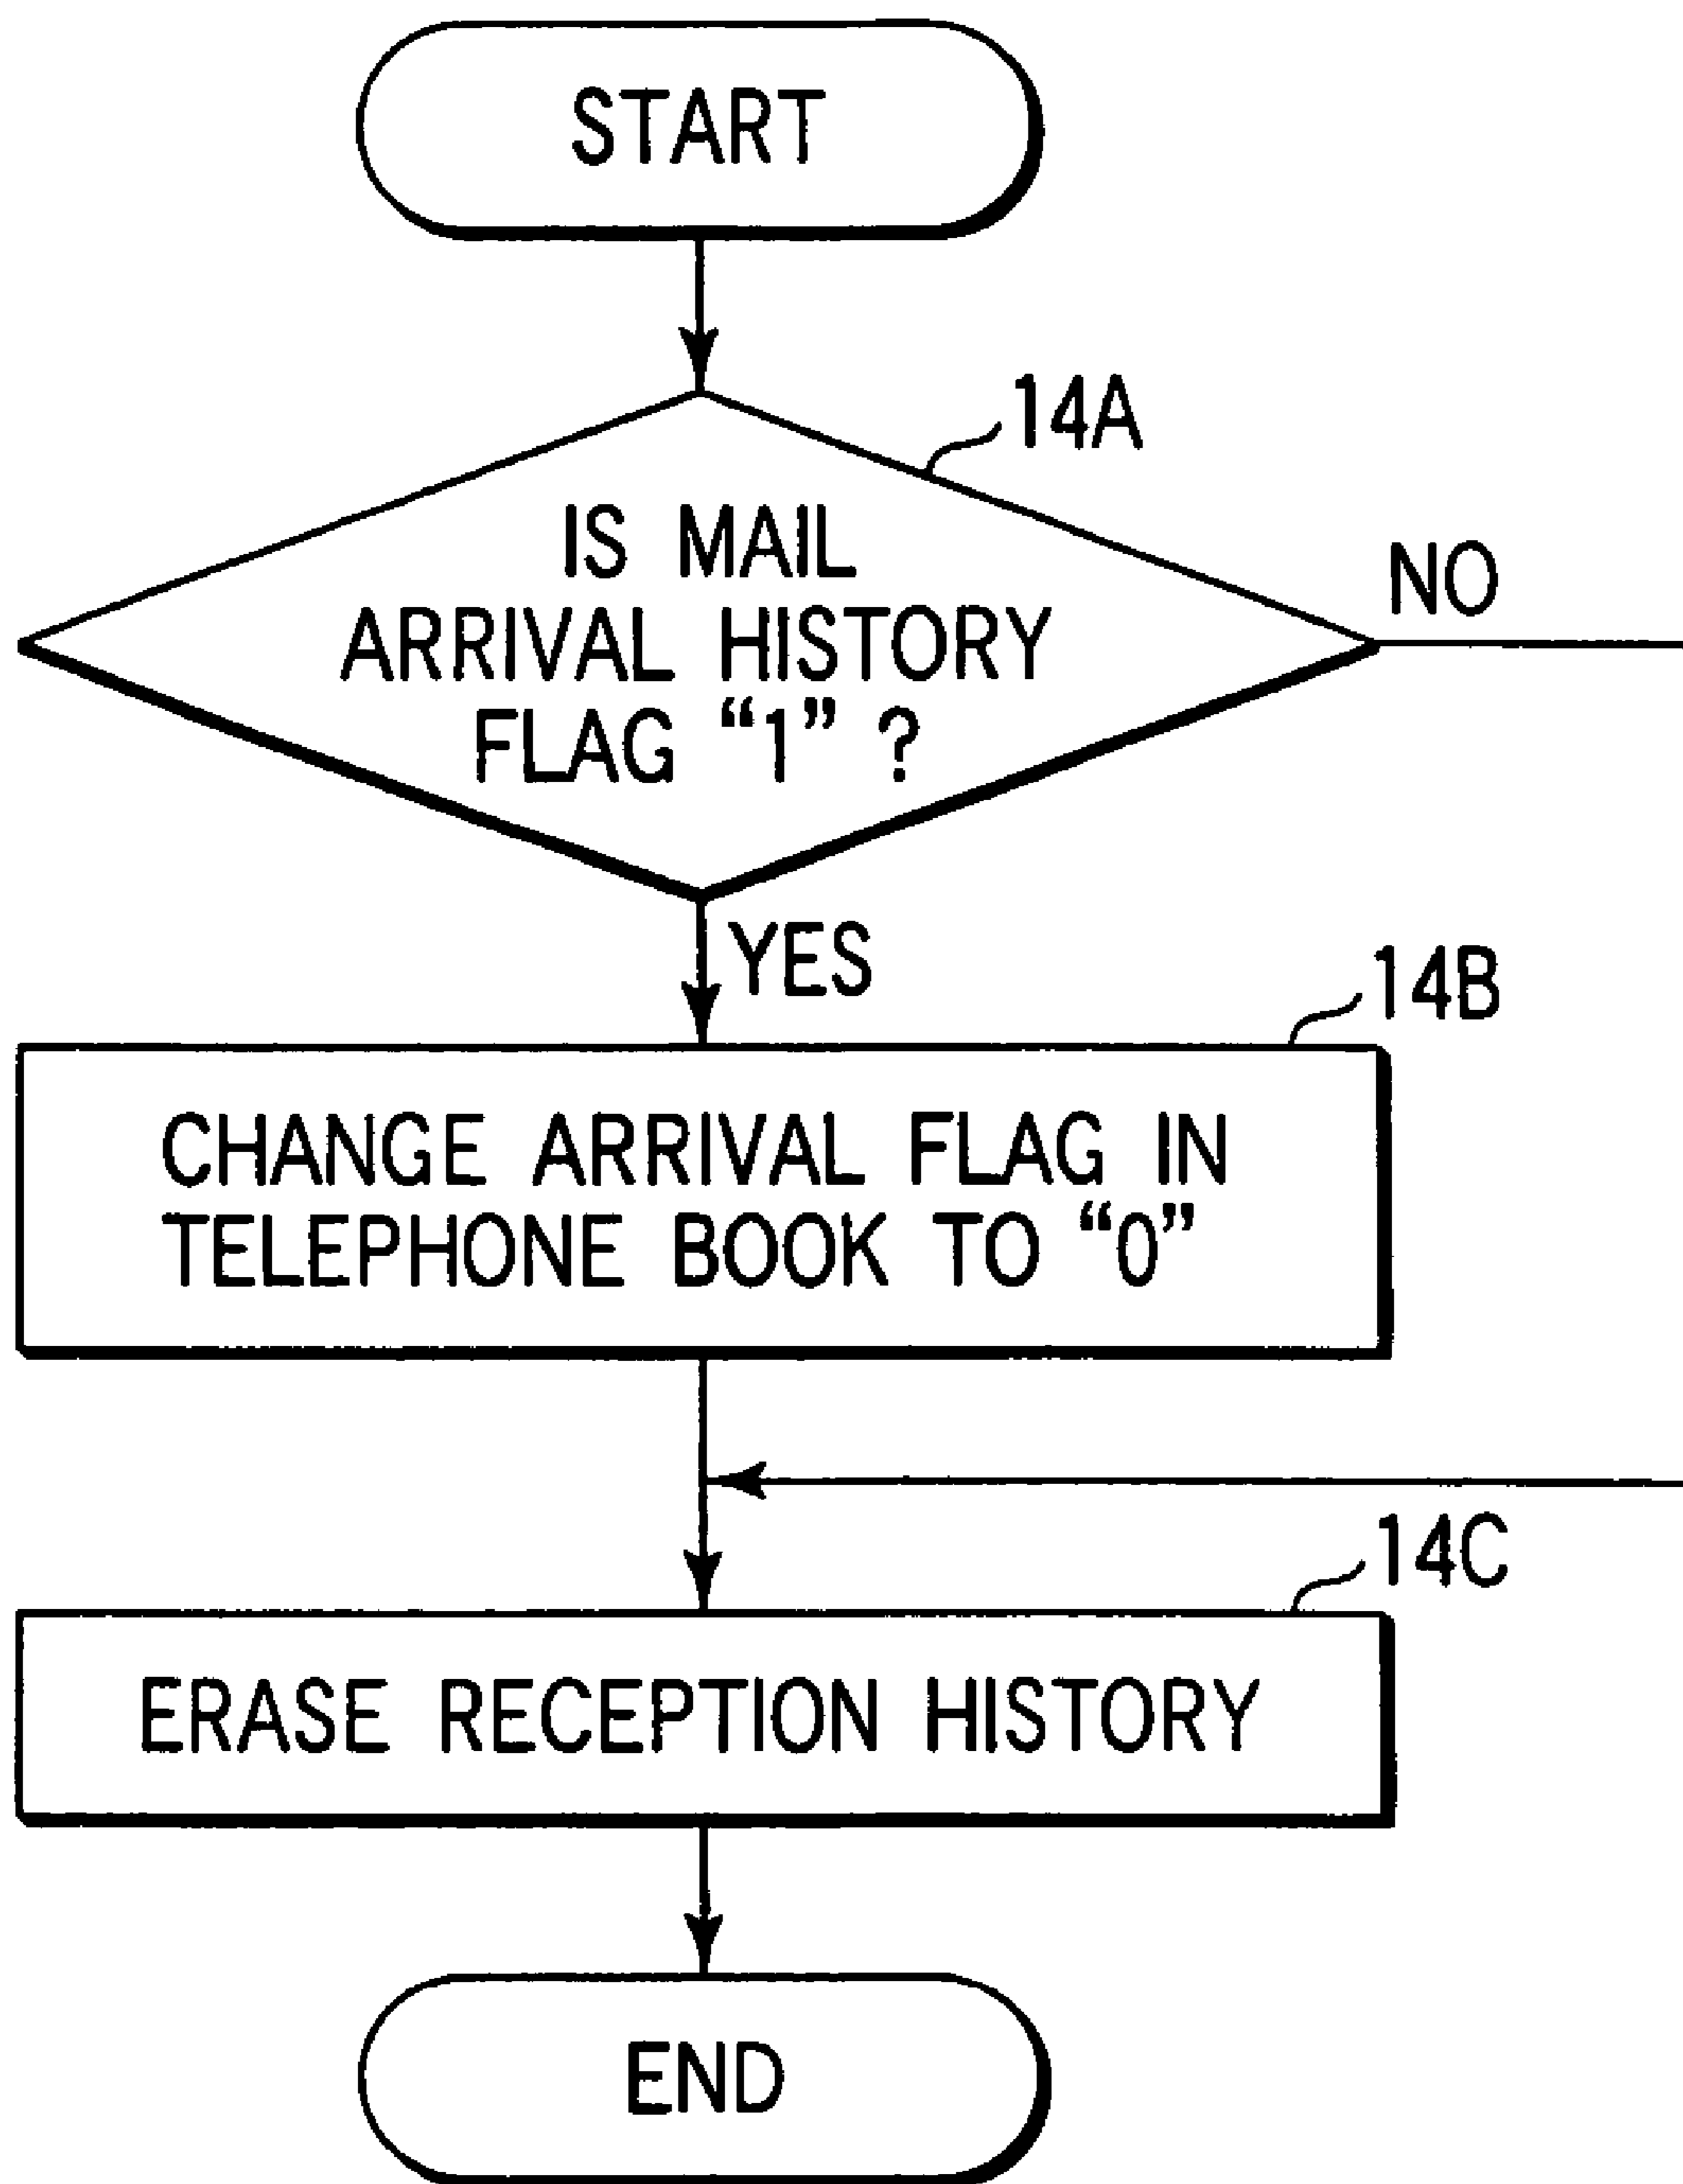 START
14A
IS MAIL
ARRIVAL HISTORY
FLAG “1” ?
NO
YES
14B
CHANGE ARRIVAL FLAG IN
TELEPHONE BOOK TO “0”
14C
ERASE RECEPTION HISTORY
END